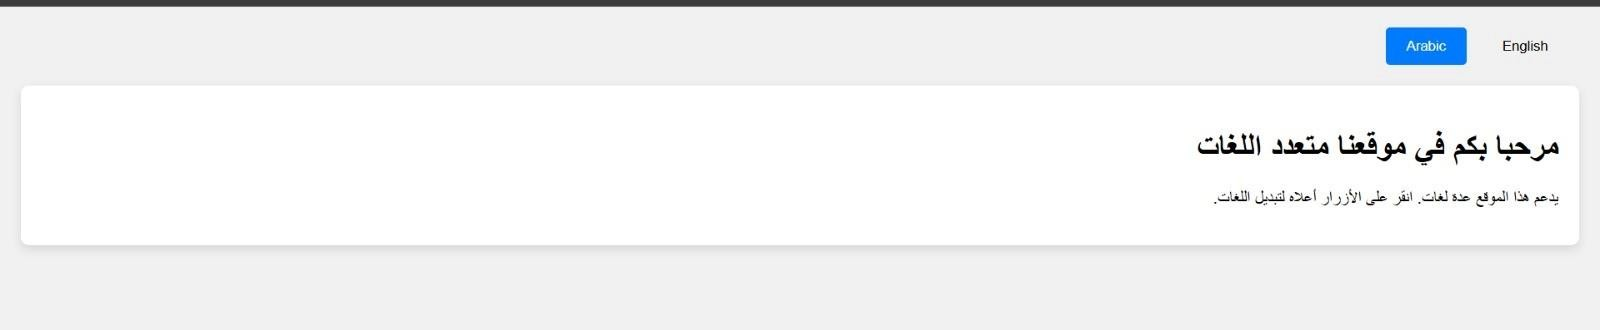 English
Arabic
مرحبا بكم في موقعنا متعدد اللغات
يدعم هذا الموقع عدة لغات. انقر على الأزرار أعلاه لتبديل اللغات.